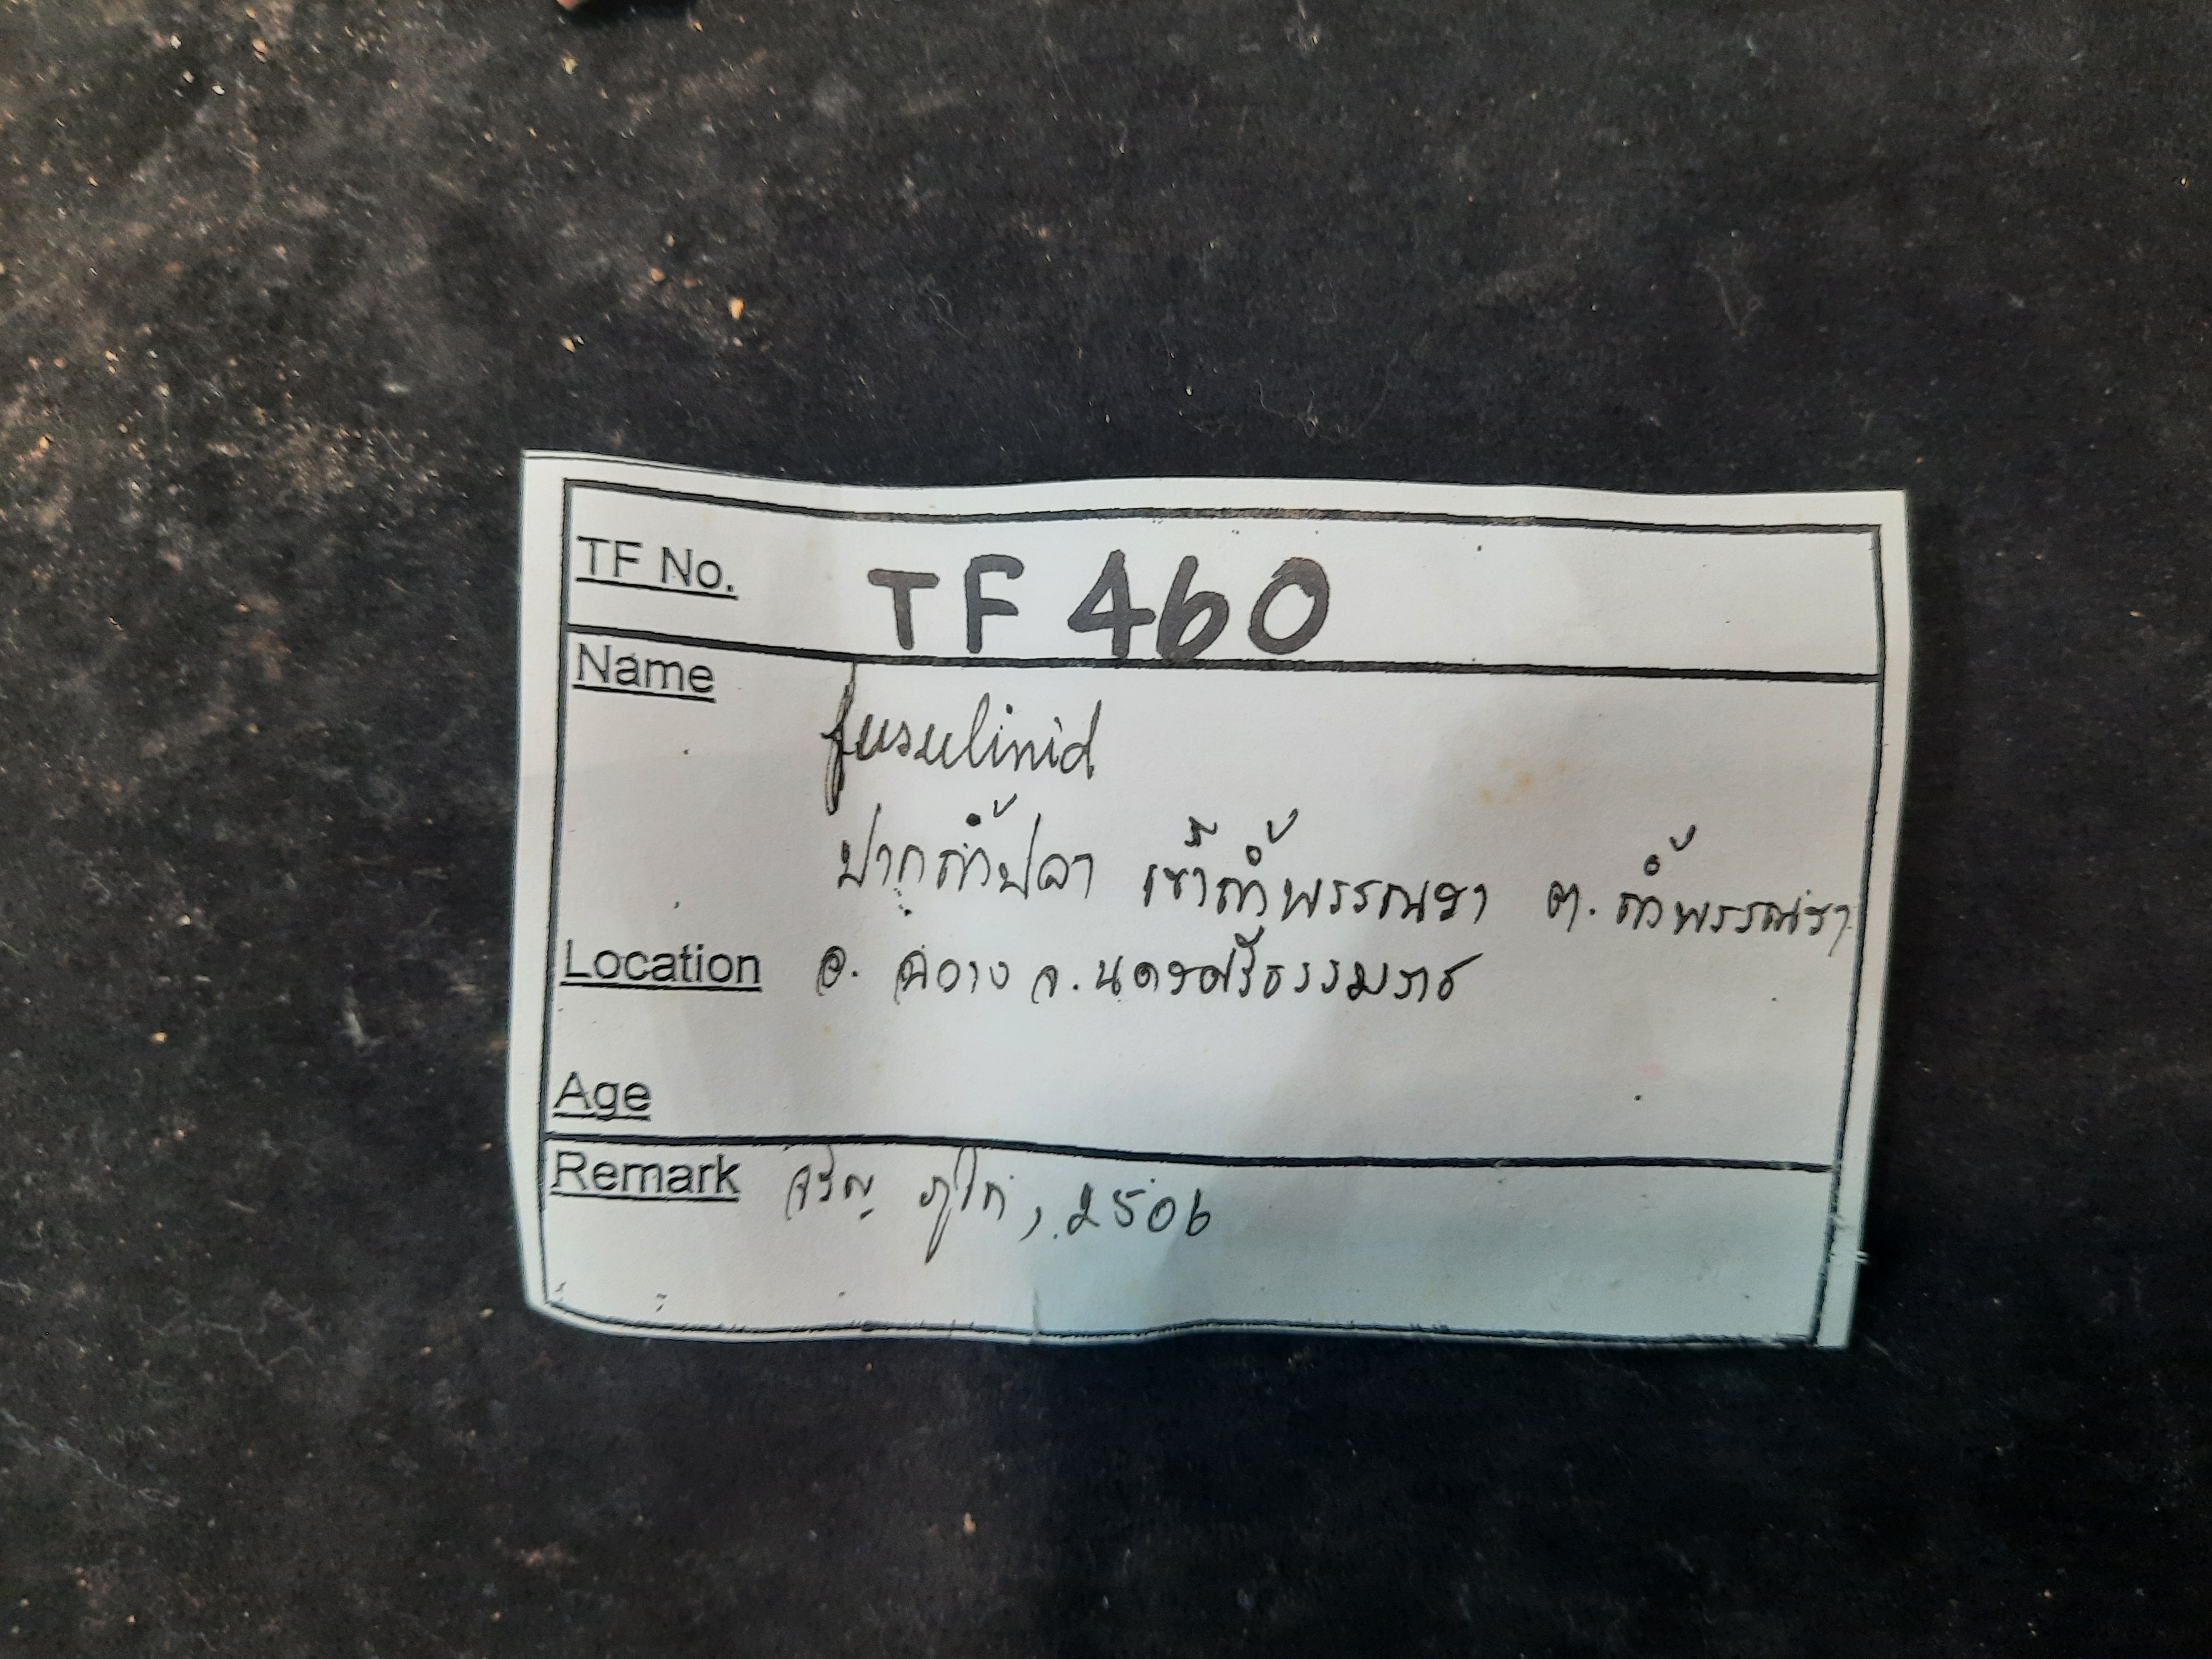 TF No. TF 460
Name
fusulinid
ปากถ้ำปลา เข้าถ้ำพรรณรา ต. ถ้ำพรรณรา
Location อ. ฉวาง จ. นครศรีธรรมราช
Age
Remark จรัญ ภู่เก, 2506